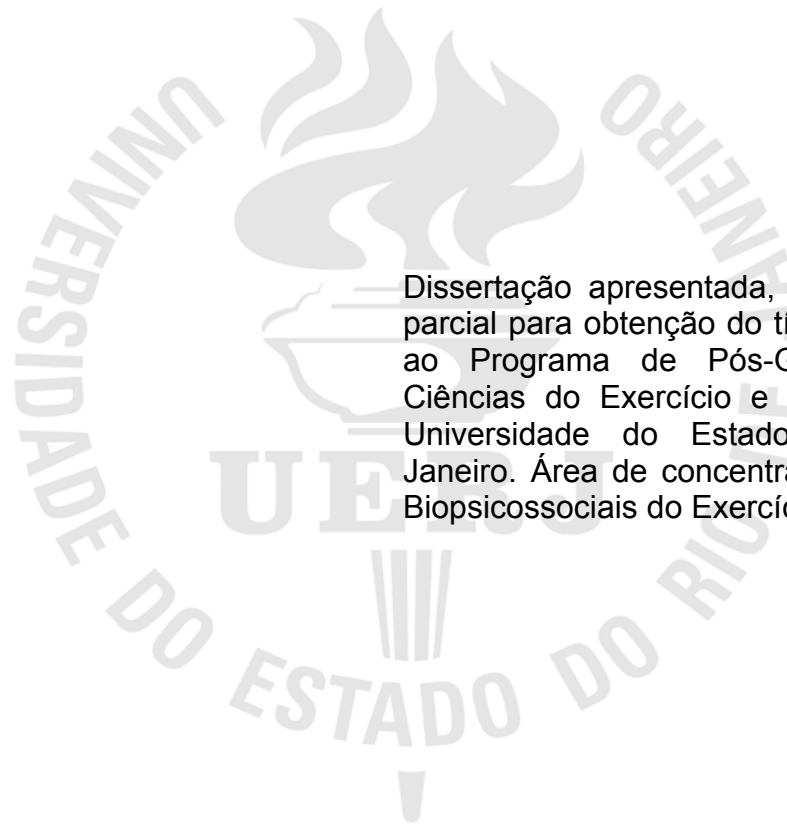 Dissertação apresentada,
parcial para obtenção do
ao Programa de
Ciências do Exercício e
Universidade do Estado
Janeiro. Área de
Biopsicossociais do
UNIVERSIDADE DO ESTADO DO RIO
UERJ